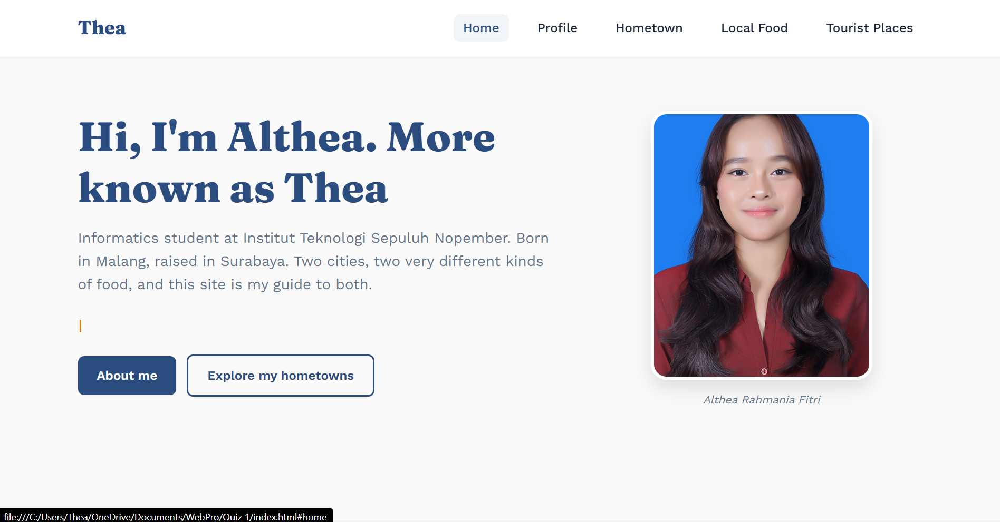 Thea
Home
Profile
Hometown
Local Food
Tourist Places
Hi, I'm Althea. More
known as Thea
Informatics student at Institut Teknologi Sepuluh Nopember. Born
in Malang, raised in Surabaya. Two cities, two very different kinds
of food, and this site is my guide to both.
About me
Explore my hometowns
Althea Rahmania Fitri
file:///C:/Users/Thea/OneDrive/Documents/WebPro/Quiz 1/index.html#home